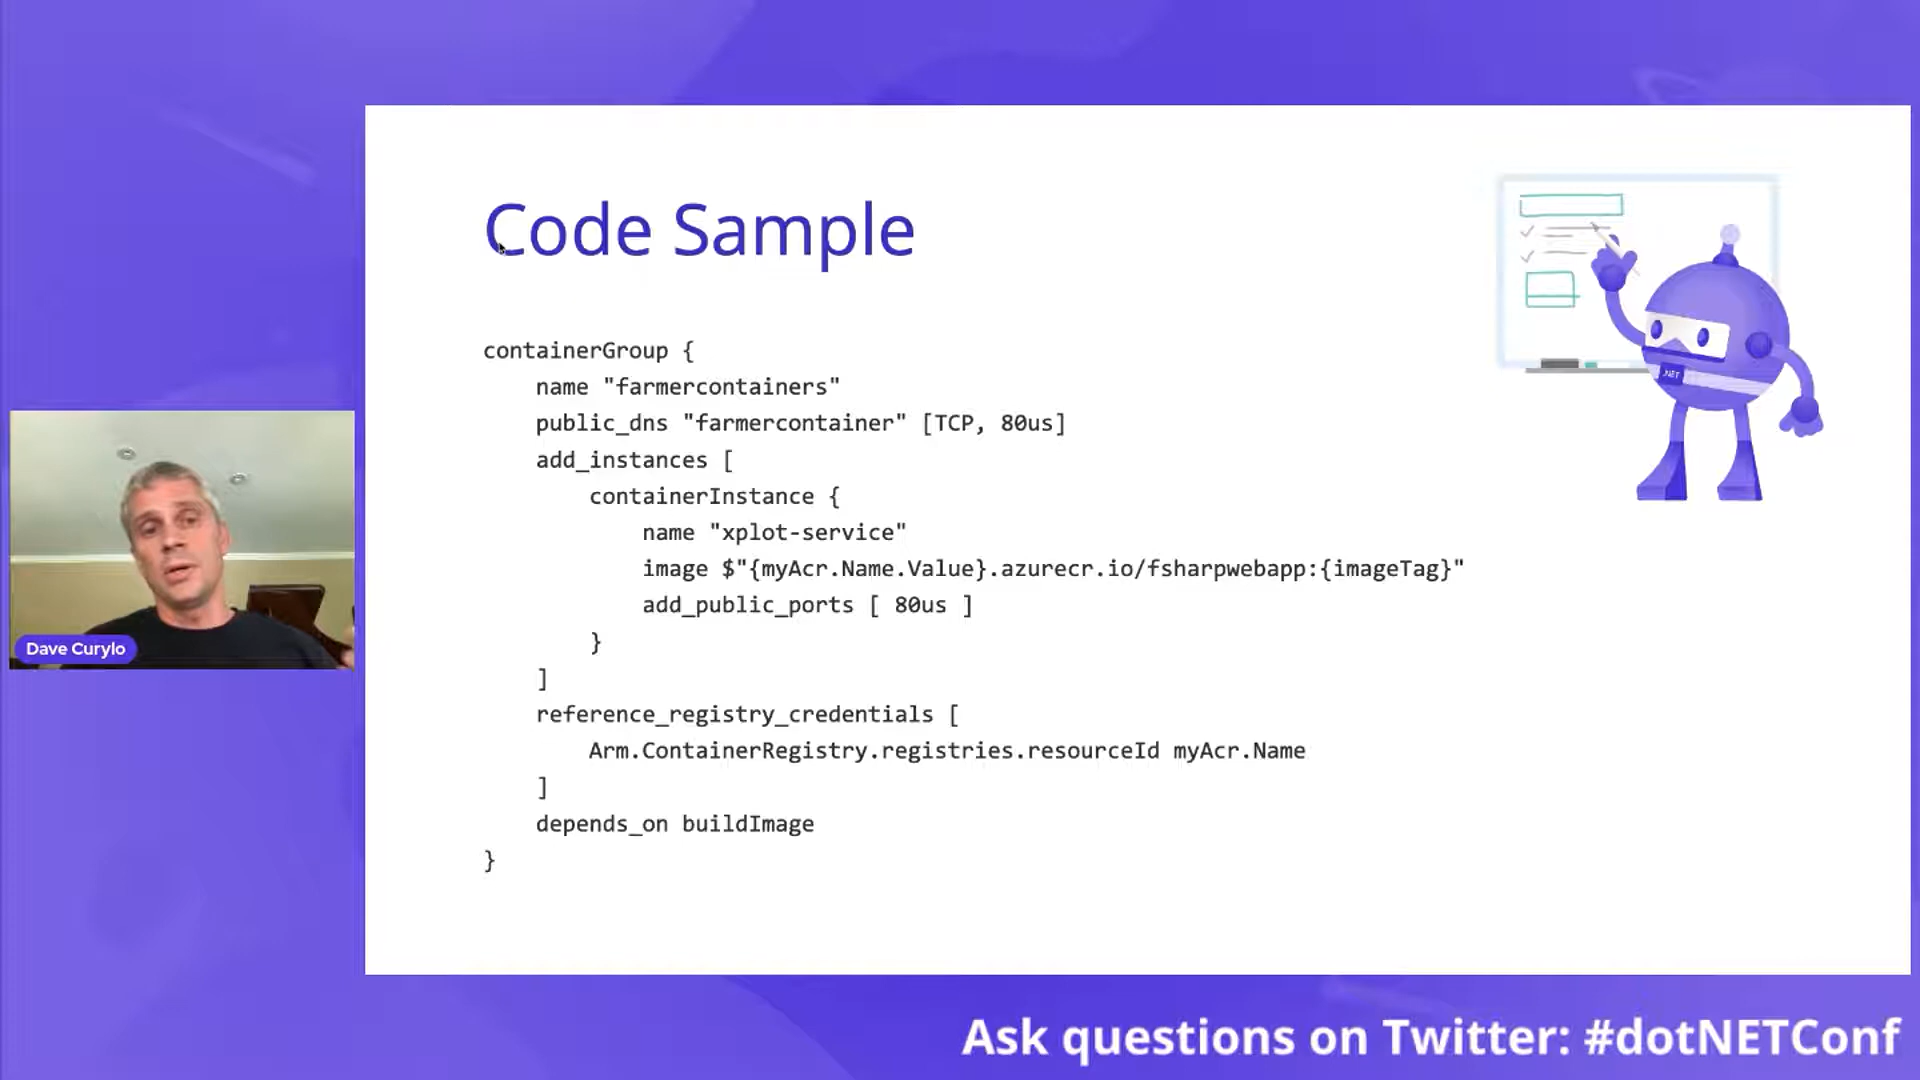 Code Sample
containerGroup {
    name "farmercontainers"
    public_dns "farmercontainer" [TCP, 80us]
    add_instances [
        containerInstance {
            name "xplot-service"
            image $"{myAcr.Name.Value}.azurecr.io/fsharpwebapp:{imageTag}"
            add_public_ports [ 80us ]
        }
    ]
    reference_registry_credentials [
        Arm.ContainerRegistry.registries.resourceId myAcr.Name
    ]
    depends_on buildImage
}
.NET
Dave Curylo
Ask questions on Twitter: #dotNETConf